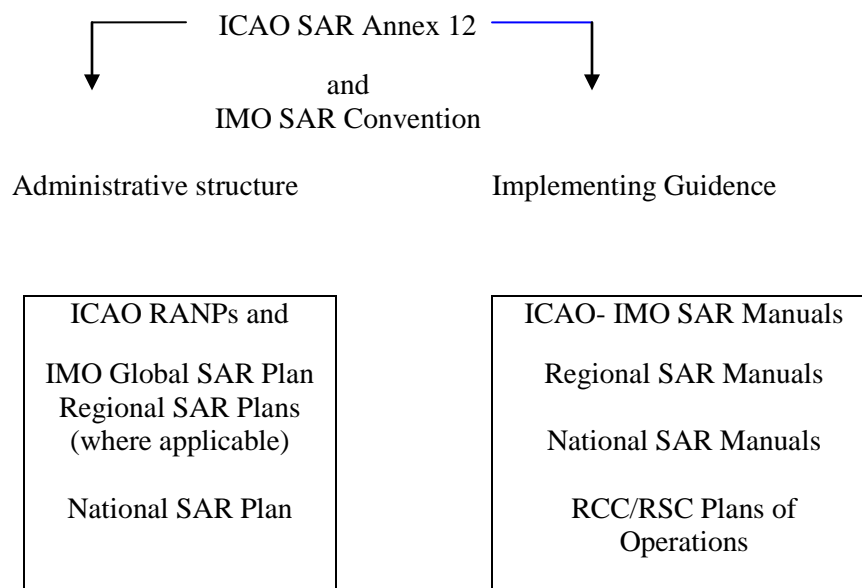 ICAO SAR Annex 12
and
IMO SAR Convention
Administrative structure
Implementing Guidence
ICAO RANPs and
IMO Global SAR Plan
Regional SAR Plans
(where applicable)
National SAR Plan
ICAO- IMO SAR Manuals
Regional SAR Manuals
National SAR Manuals
RCC/RSC Plans of
Operations